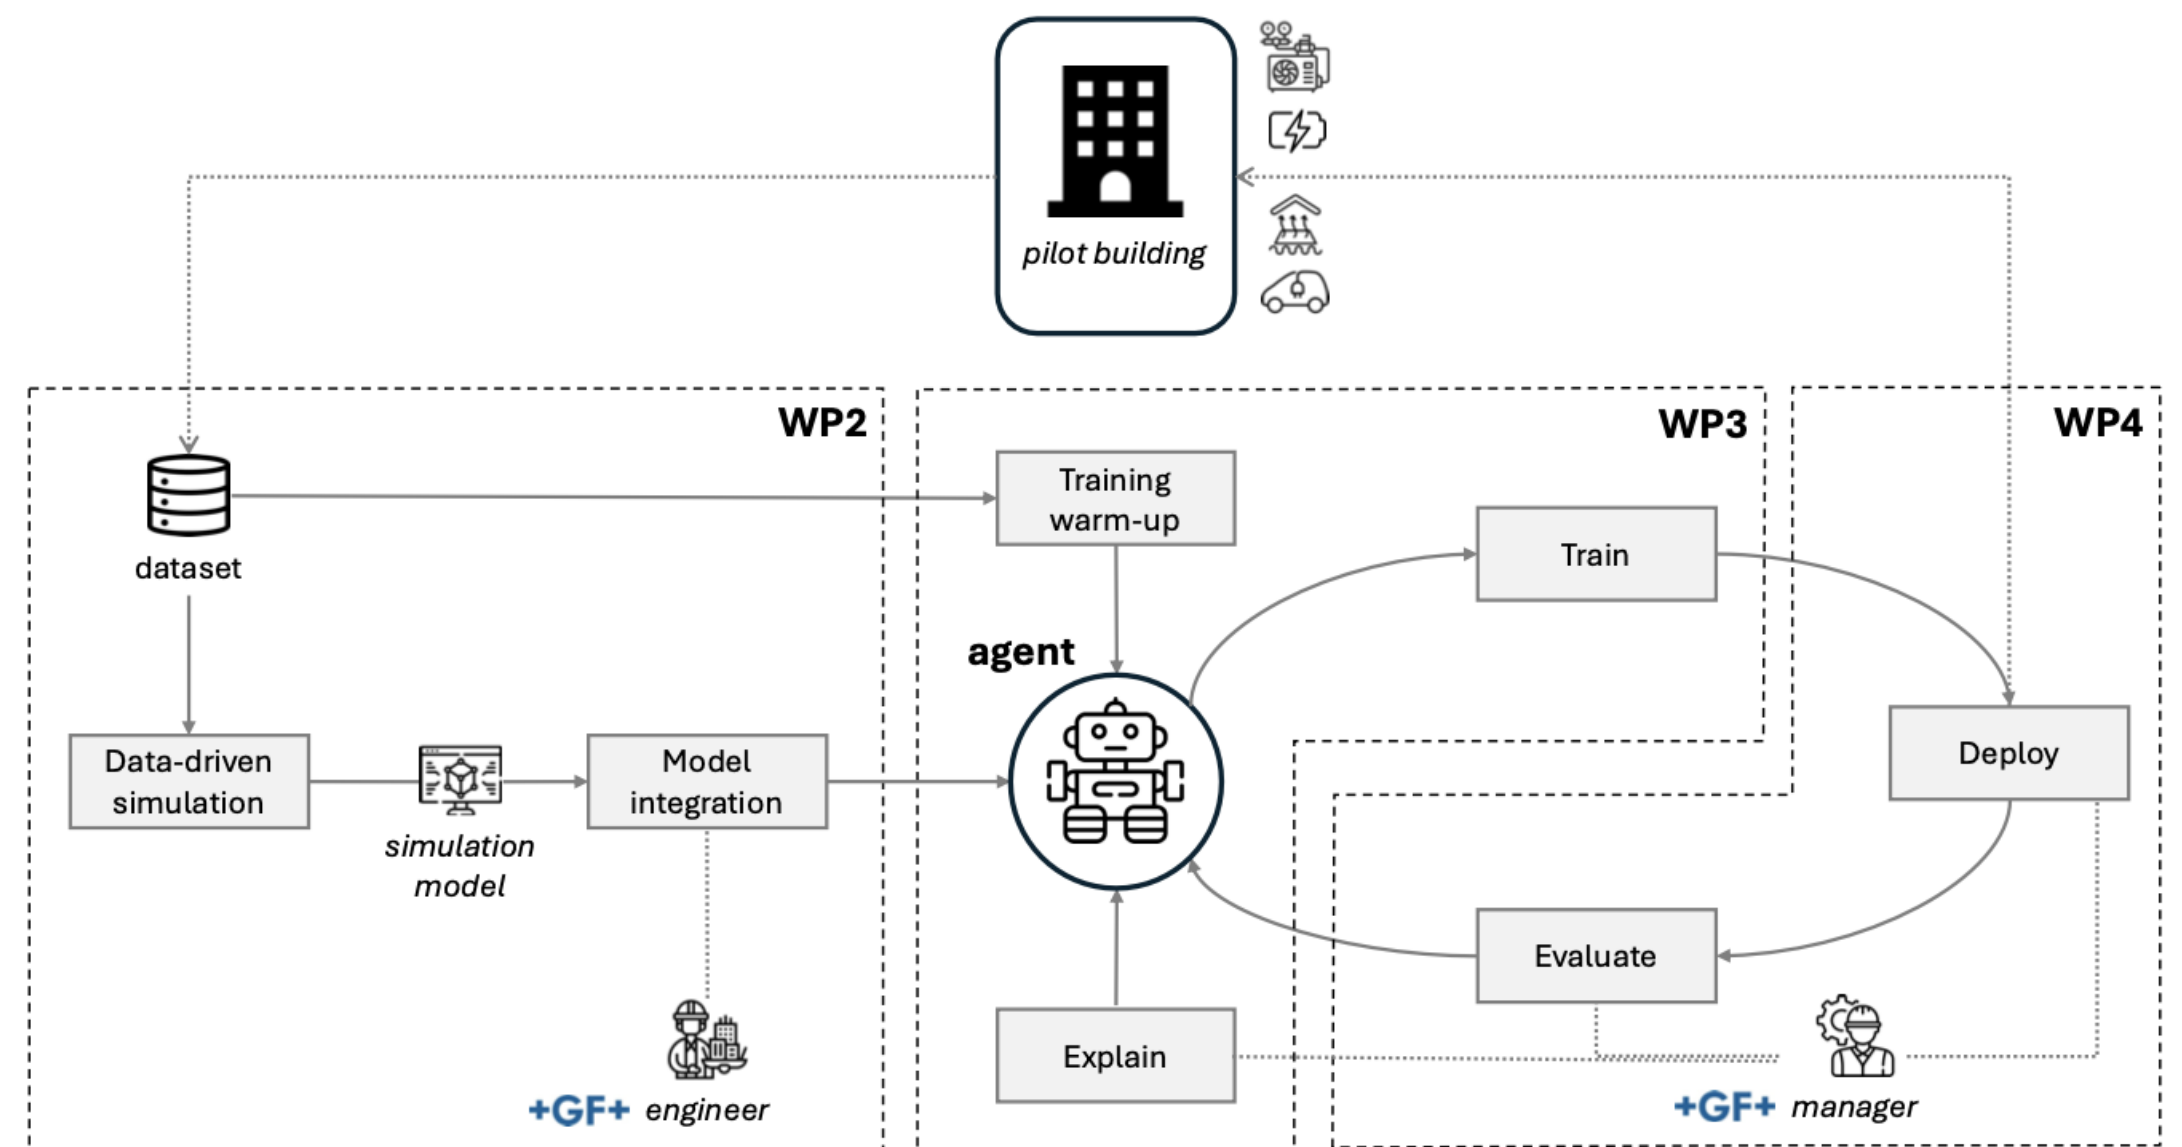 pilot building
WP2
WP3
WP4
dataset
Training
warm-up
Train
agent
Data-driven
simulation
simulation
model
Model
integration
Deploy
Evaluate
Explain
+GF+ engineer
+GF+ manager